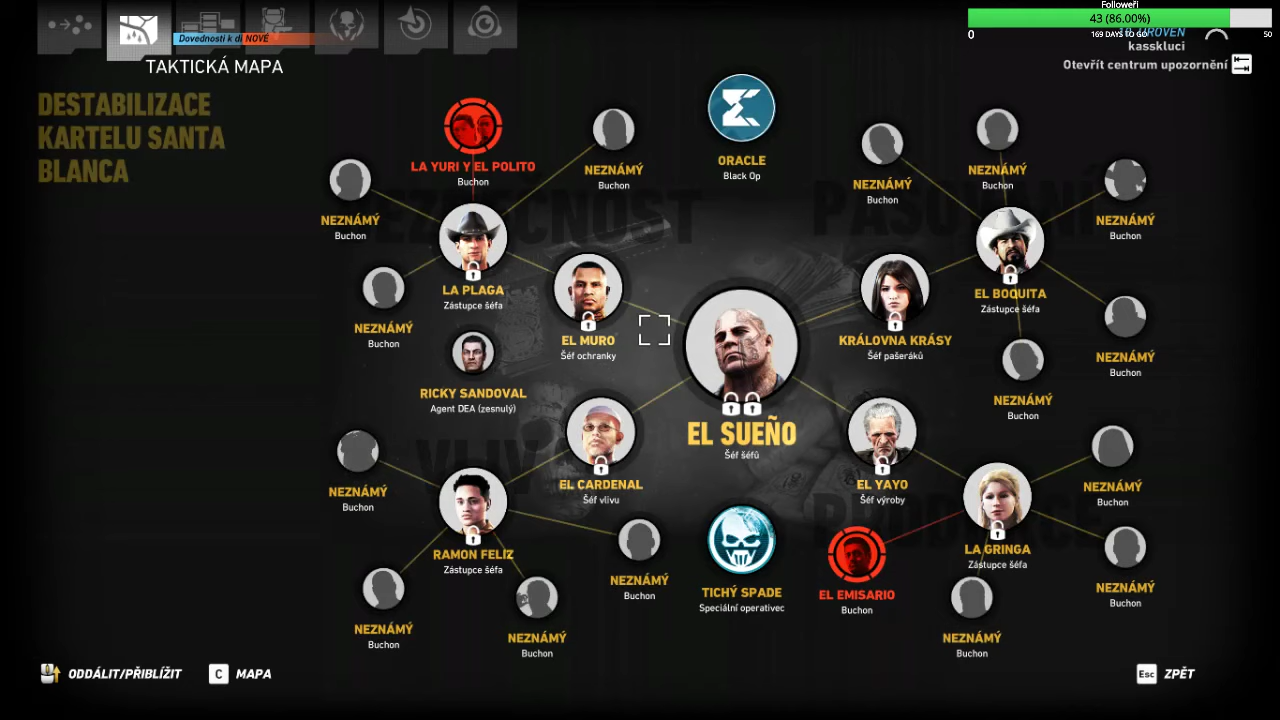 Followeři
43 (86.00%)
0
169 DAYS TO GO
50
ÚROVEŇ
kasskluci
Otevřít centrum upozornění
Dovednosti k di
NOVÉ
TAKTICKÁ MAPA
DESTABILIZACE
KARTELU SANTA
BLANCA
LA YURI Y EL POLITO
Buchon
NEZNÁMÝ
Buchon
ORACLE
Black Op
NEZNÁMÝ
Buchon
NEZNÁMÝ
Buchon
NEZNÁMÝ
Buchon
NEZNÁMÝ
Buchon
BEZPEČNOST
PAŠOVÁNÍ
LA PLAGA
Zástupce šéfa
EL BOQUITA
Zástupce šéfa
NEZNÁMÝ
Buchon
EL MURO
Šéf ochranky
KRÁLOVNA KRÁSY
Šéf pašeráků
NEZNÁMÝ
Buchon
RICKY SANDOVAL
Agent DEA (zesnulý)
NEZNÁMÝ
Buchon
EL SUEÑO
Šéf šéfů
VLIV
EL CARDENAL
Šéf vlivu
EL YAYO
Šéf výroby
NEZNÁMÝ
Buchon
NEZNÁMÝ
Buchon
PRODUKCE
RAMON FELIZ
Zástupce šéfa
LA GRINGA
Zástupce šéfa
NEZNÁMÝ
Buchon
TICHÝ SPADE
Speciální operativec
EL EMISARIO
Buchon
NEZNÁMÝ
Buchon
NEZNÁMÝ
Buchon
NEZNÁMÝ
Buchon
NEZNÁMÝ
Buchon
ODDÁLIT/PŘIBLÍŽIT
C
MAPA
Esc
ZPĚT